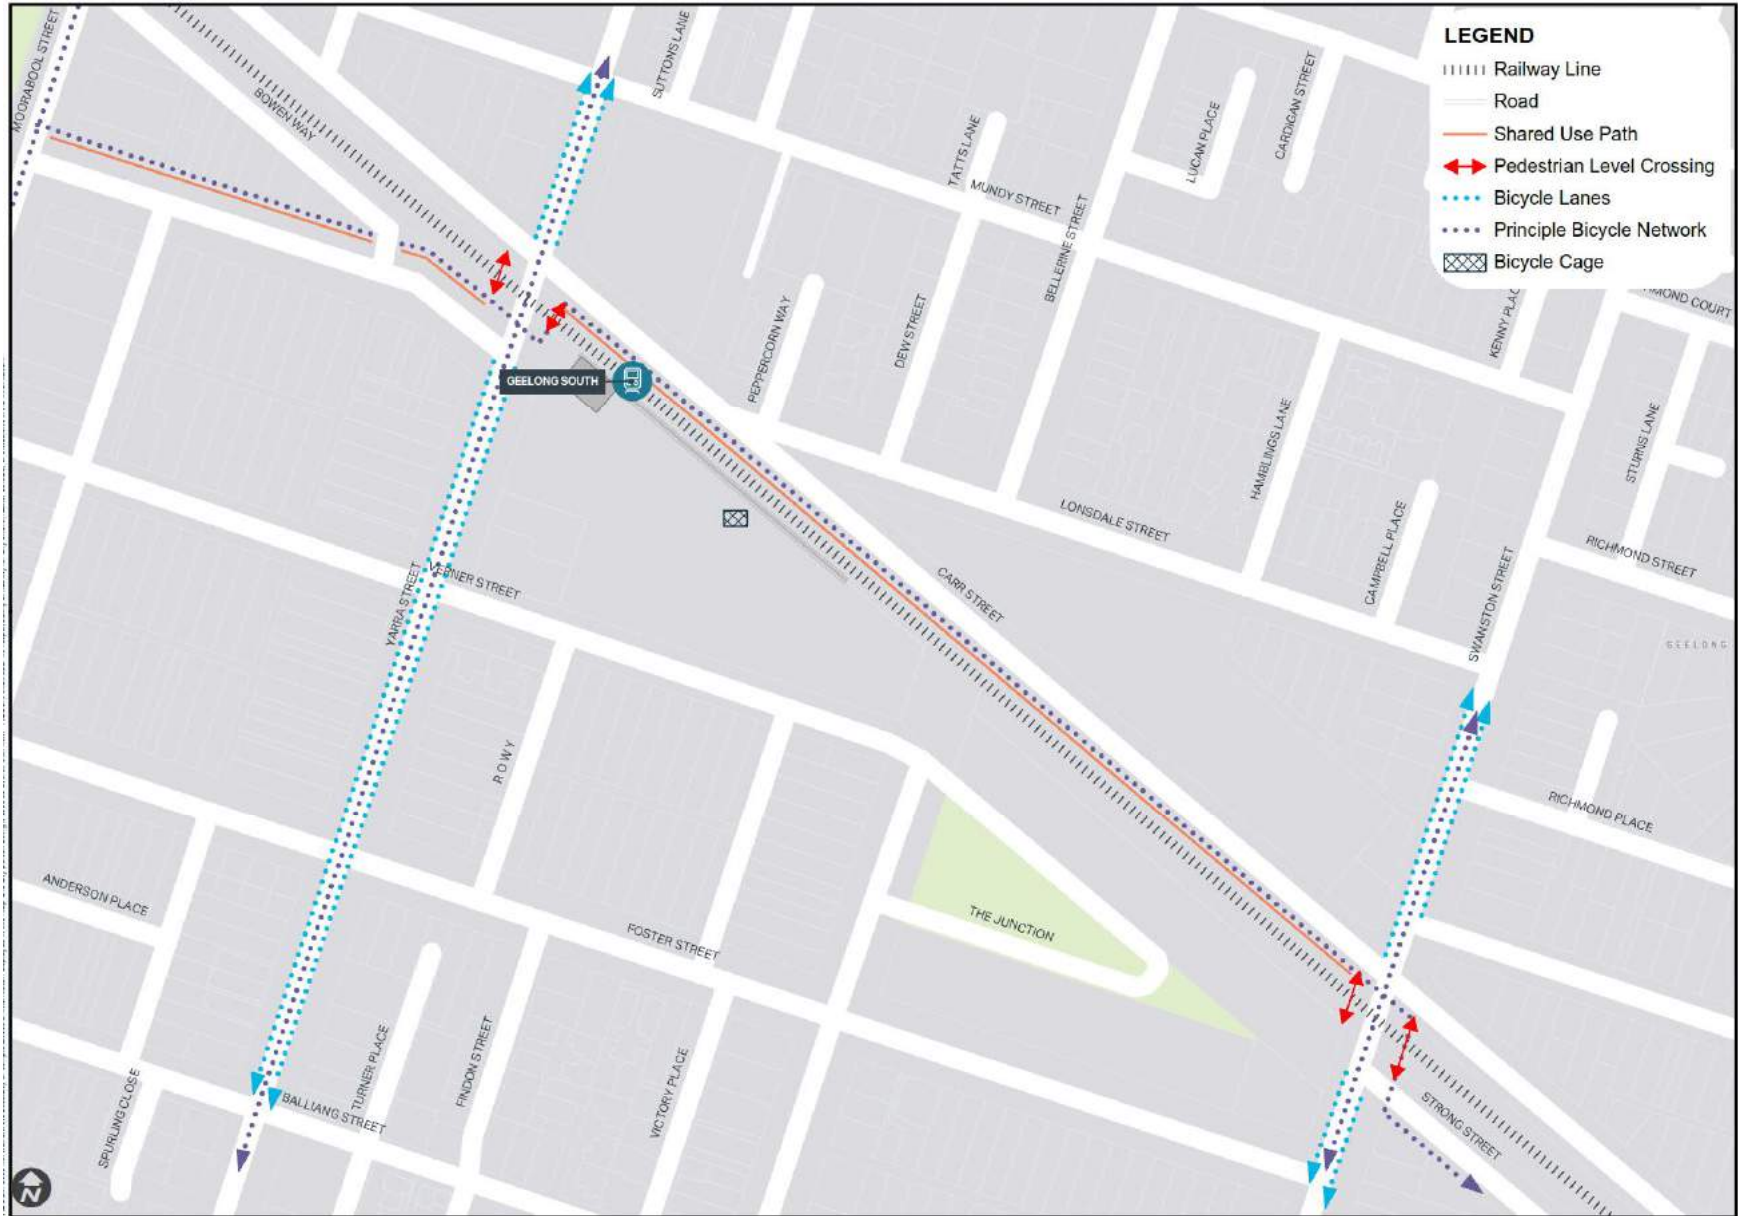 LEGEND
Railway Line
Road
Shared Use Path
Pedestrian Level Crossing
Bicycle Lanes
Principle Bicycle Network
Bicycle Cage
MOORABOOL STREET
BOWEN WAY
SUTTONS LANE
TATTS LANE
LUCAN PLACE
CARDIGAN STREET
MUNDY STREET
BELLERINE STREET
PEPPERCORN WAY
DEW STREET
KENNY PLAC
MOND COURT
GEELONG SOUTH
HAMBLINGS LANE
STURNS LANE
LONSDALE STREET
CAMPBELL PLACE
RICHMOND STREET
SWANSTON STREET
YARRA STREET
VERNER STREET
CARR STREET
GEELONG
ROWY
RICHMOND PLACE
ANDERSON PLACE
FOSTER STREET
THE JUNCTION
SPURLING CLOSE
BALLIANG STREET
TURNER PLACE
FINDON STREET
VICTORY PLACE
STRONG STREET
N